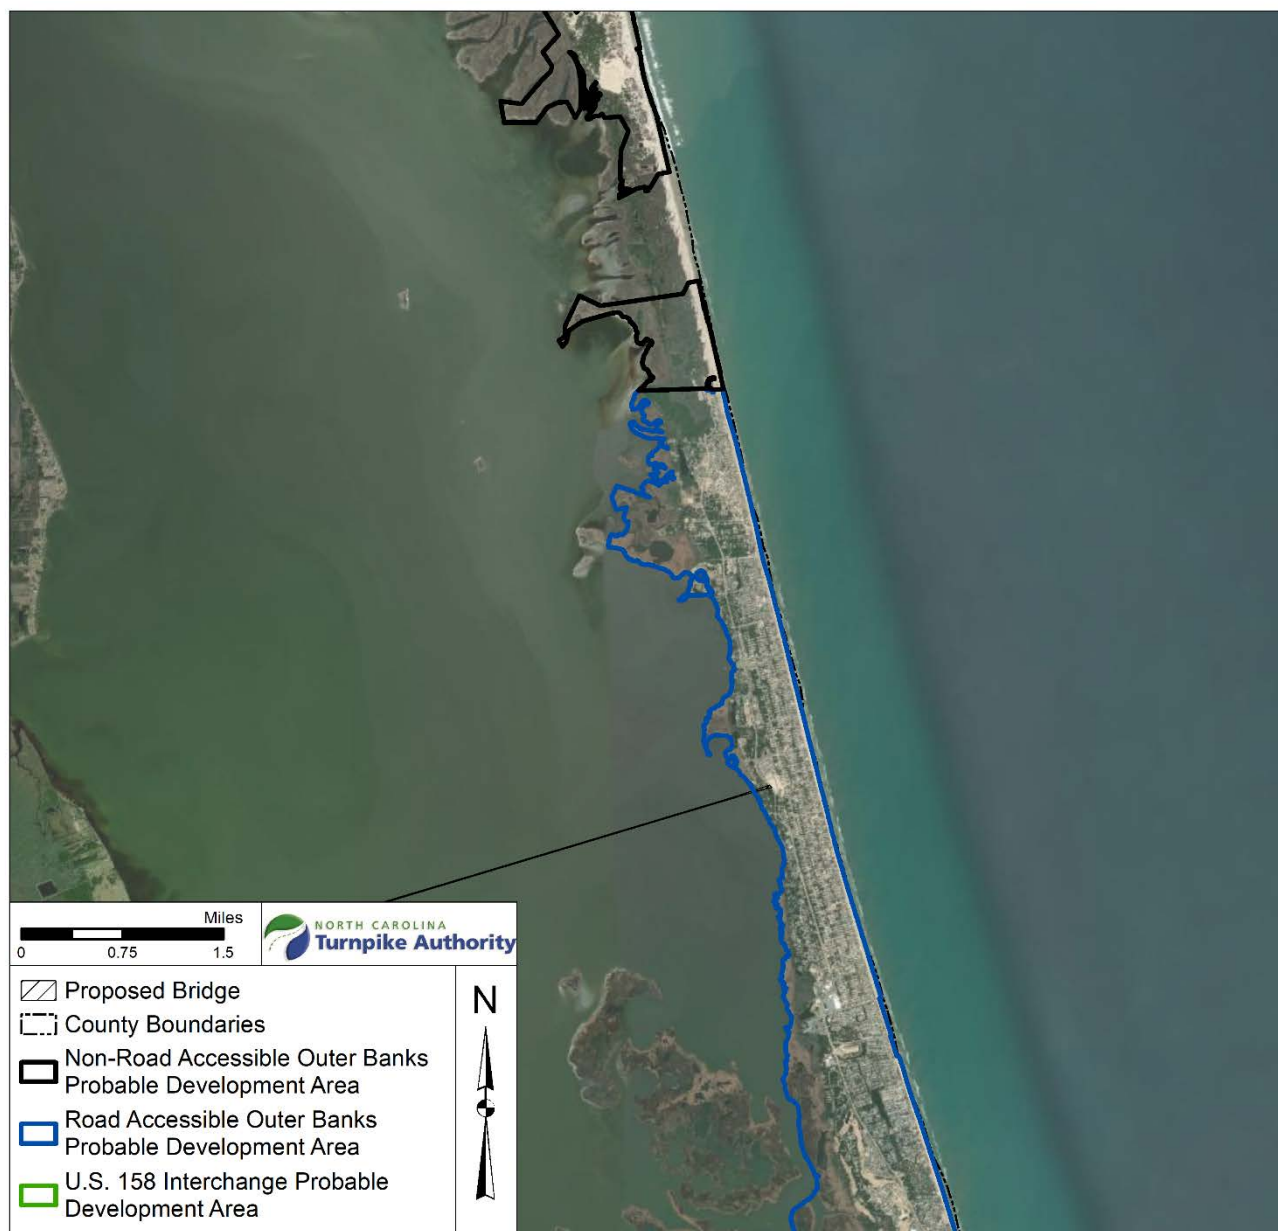 Miles
0 0.75 1.5
NORTH CAROLINA
Turnpike Authority
Proposed Bridge
County Boundaries
Non-Road Accessible Outer Banks
Probable Development Area
Road Accessible Outer Banks
Probable Development Area
U.S. 158 Interchange Probable
Development Area
N